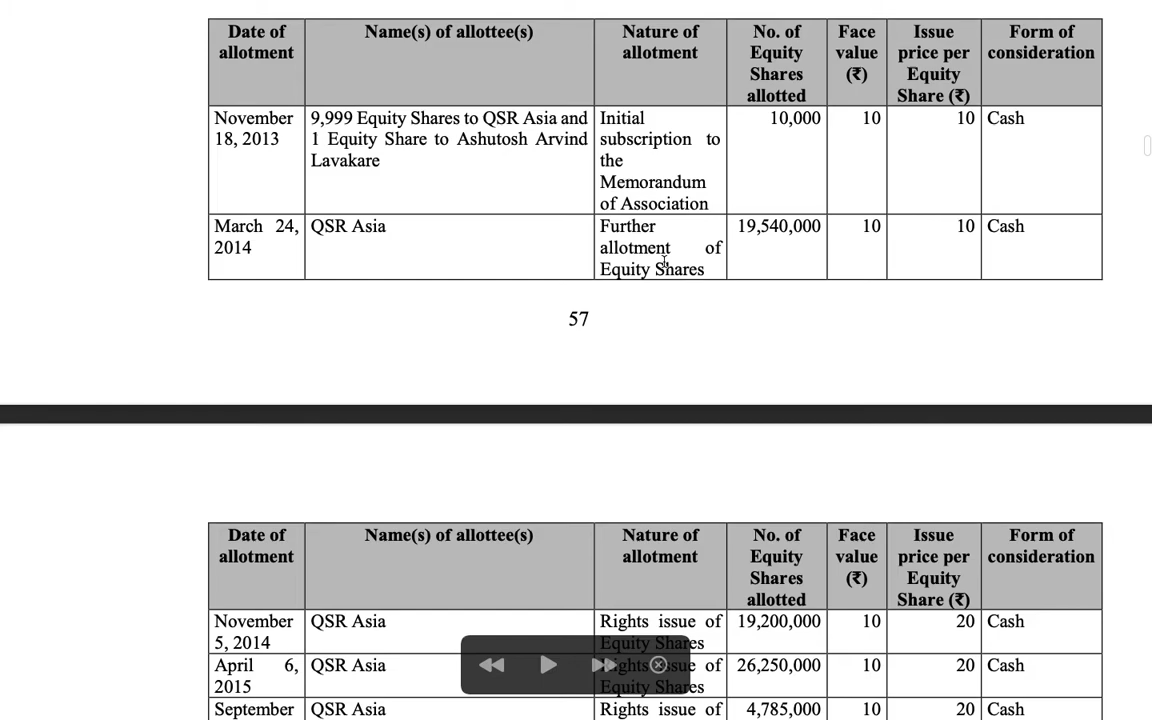 Date of allotment Name(s) of allottee(s) Nature of allotment No. of Equity Shares allotted Face value (₹) Issue price per Equity Share (₹) Form of consideration
November 18, 2013 9,999 Equity Shares to QSR Asia and 1 Equity Share to Ashutosh Arvind Lavakare Initial subscription to the Memorandum of Association 10,000 10 10 Cash
March 24, 2014 QSR Asia Further allotment of Equity Shares 19,540,000 10 10 Cash
57
Date of allotment Name(s) of allottee(s) Nature of allotment No. of Equity Shares allotted Face value (₹) Issue price per Equity Share (₹) Form of consideration
November 5, 2014 QSR Asia Rights issue of Equity Shares 19,200,000 10 20 Cash
April 6, 2015 QSR Asia Rights issue of Equity Shares 26,250,000 10 20 Cash
September QSR Asia Rights issue of 4,785,000 10 20 Cash